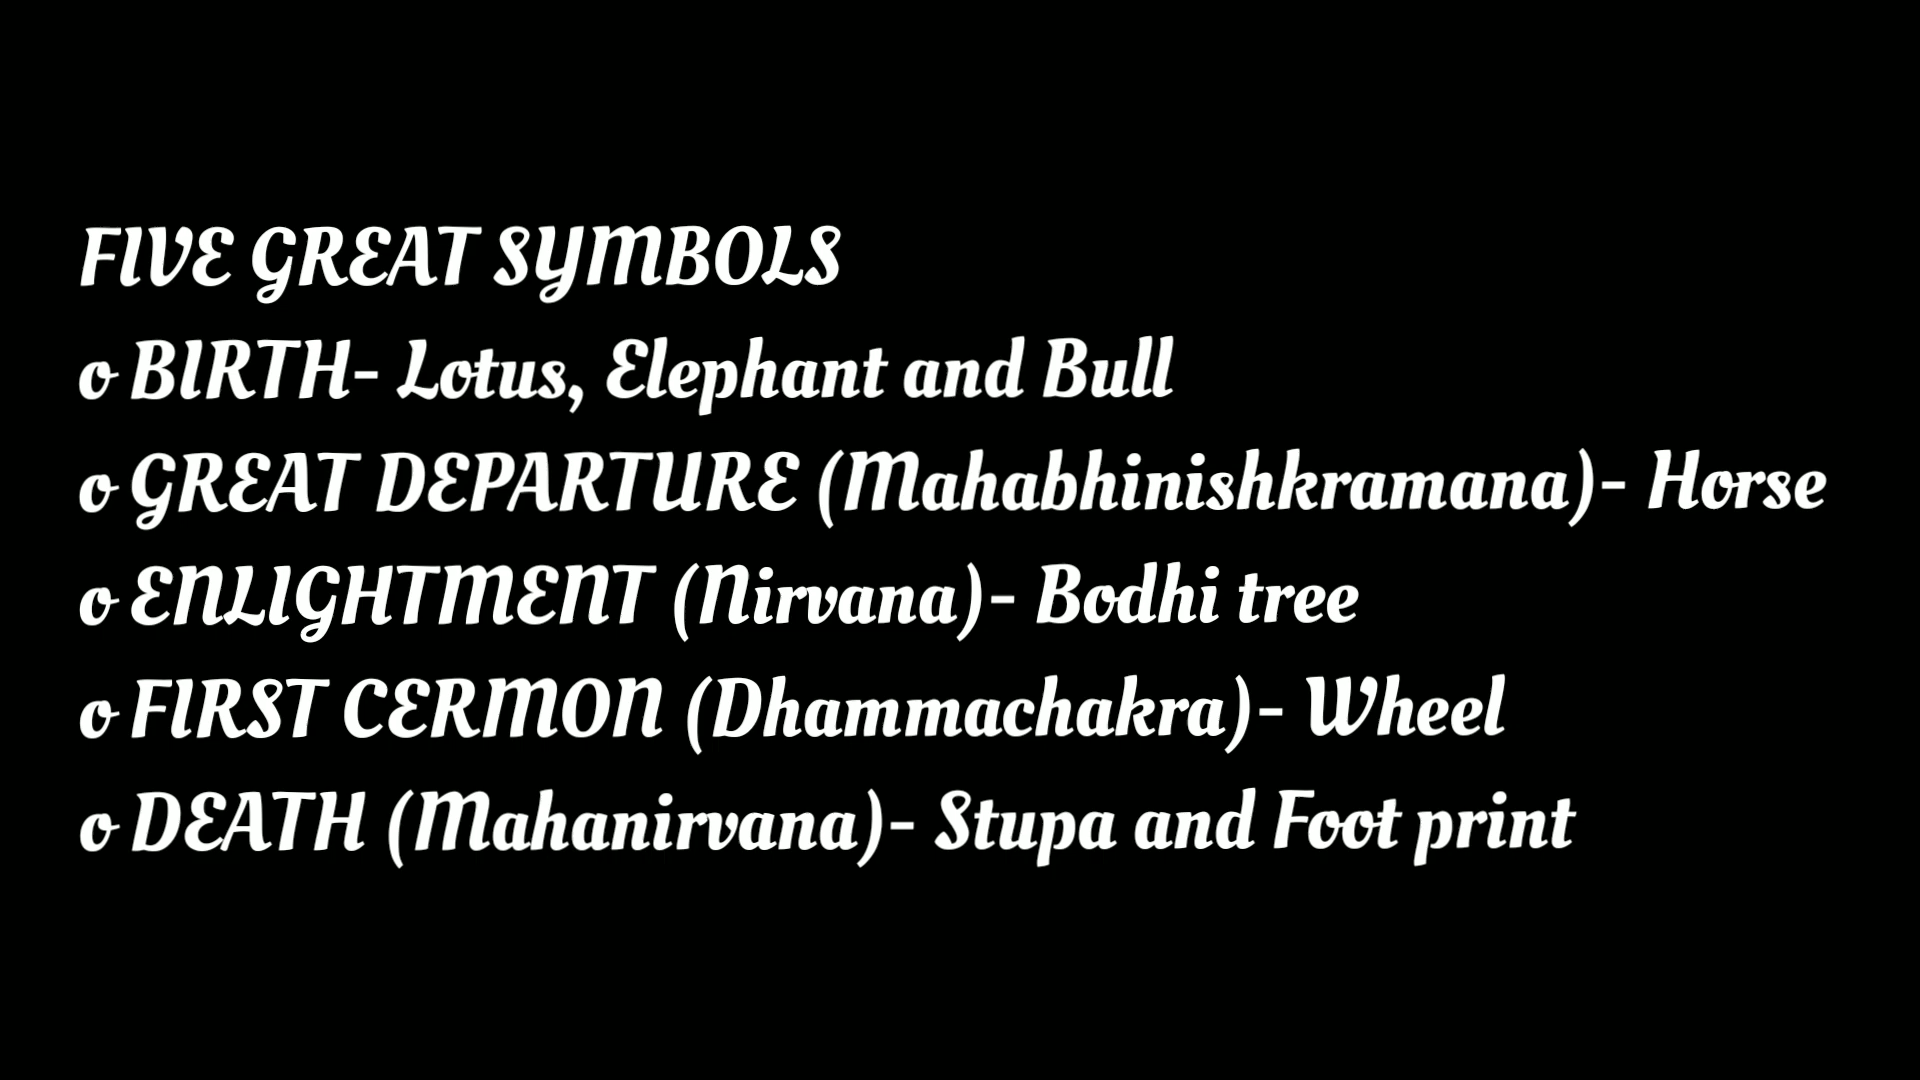 FIVE GREAT SYMBOLS
o BIRTH- Lotus, Elephant and Bull
o GREAT DEPARTURE (Mahabhinishkramana)- Horse
o ENLIGHTMENT (Nirvana)- Bodhi tree
o FIRST CERMON (Dhammachakra)- Wheel
o DEATH (Mahanirvana)- Stupa and Foot print